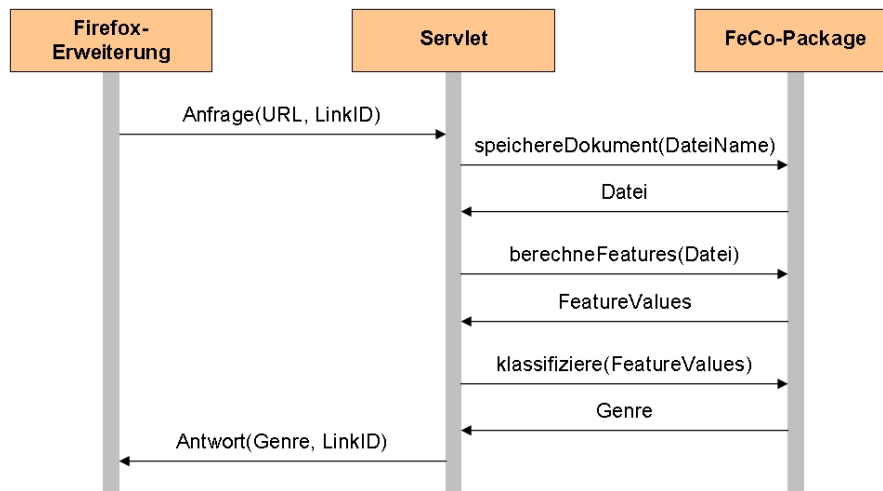 Firefox-
Erweiterung
Servlet
FeCo-Package
Anfrage(URL, LinkID)
speichereDokument(DateiName)
Datei
berechneFeatures(Datei)
FeatureValues
klassifiziere(FeatureValues)
Genre
Antwort(Genre, LinkID)